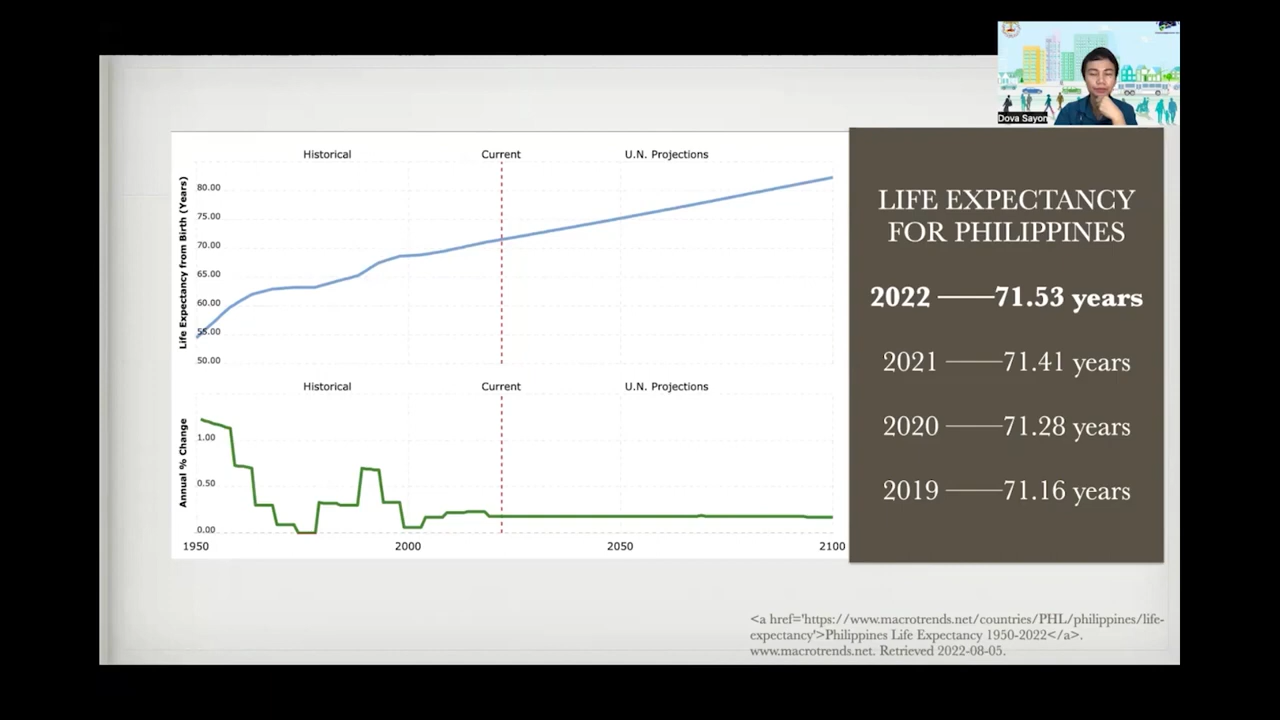 Dova Sayon
Historical
Current
U.N. Projections
Life Expectancy from Birth (Years)
80.00
75.00
70.00
65.00
60.00
55.00
50.00
Historical
Current
U.N. Projections
Annual % Change
1.00
0.50
0.00
1950
2000
2050
2100
LIFE EXPECTANCY
FOR PHILIPPINES
2022 ——71.53 years
2021 ——71.41 years
2020 ——71.28 years
2019 ——71.16 years
<a href='https://www.macrotrends.net/countries/PHL/philippines/life-
expectancy'>Philippines Life Expectancy 1950-2022</a>.
www.macrotrends.net. Retrieved 2022-08-05.